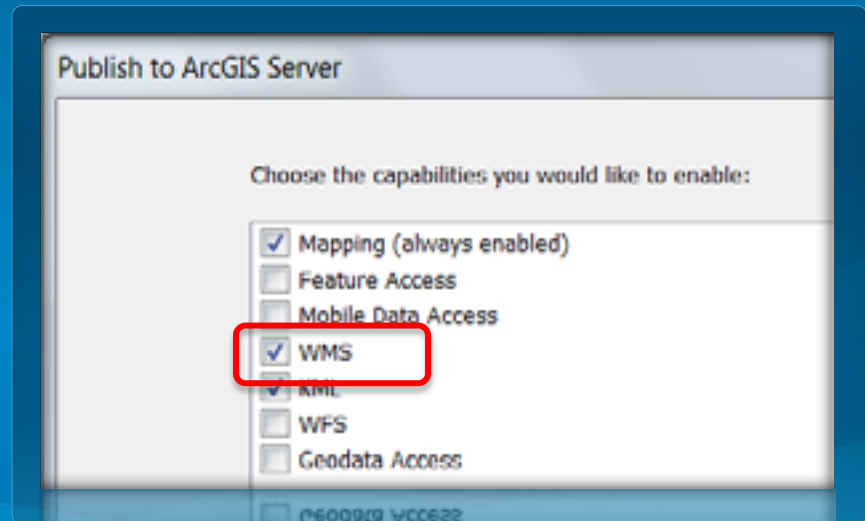 Publish to ArcGIS Server
Choose the capabilities you would like to enable:
Mapping (always enabled)
Feature Access
Mobile Data Access
WMS
KML
WFS
Geodata Access